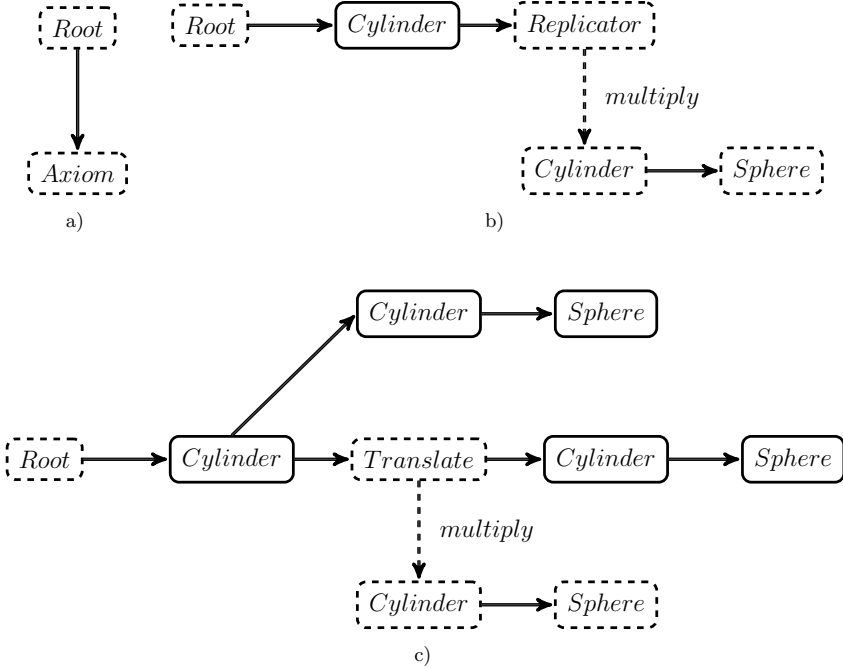 Root
Axiom
a)
Root
Cylinder
Replicator
multiply
Cylinder
Sphere
b)
Cylinder
Sphere
Root
Cylinder
Translate
Cylinder
Sphere
multiply
Cylinder
Sphere
c)